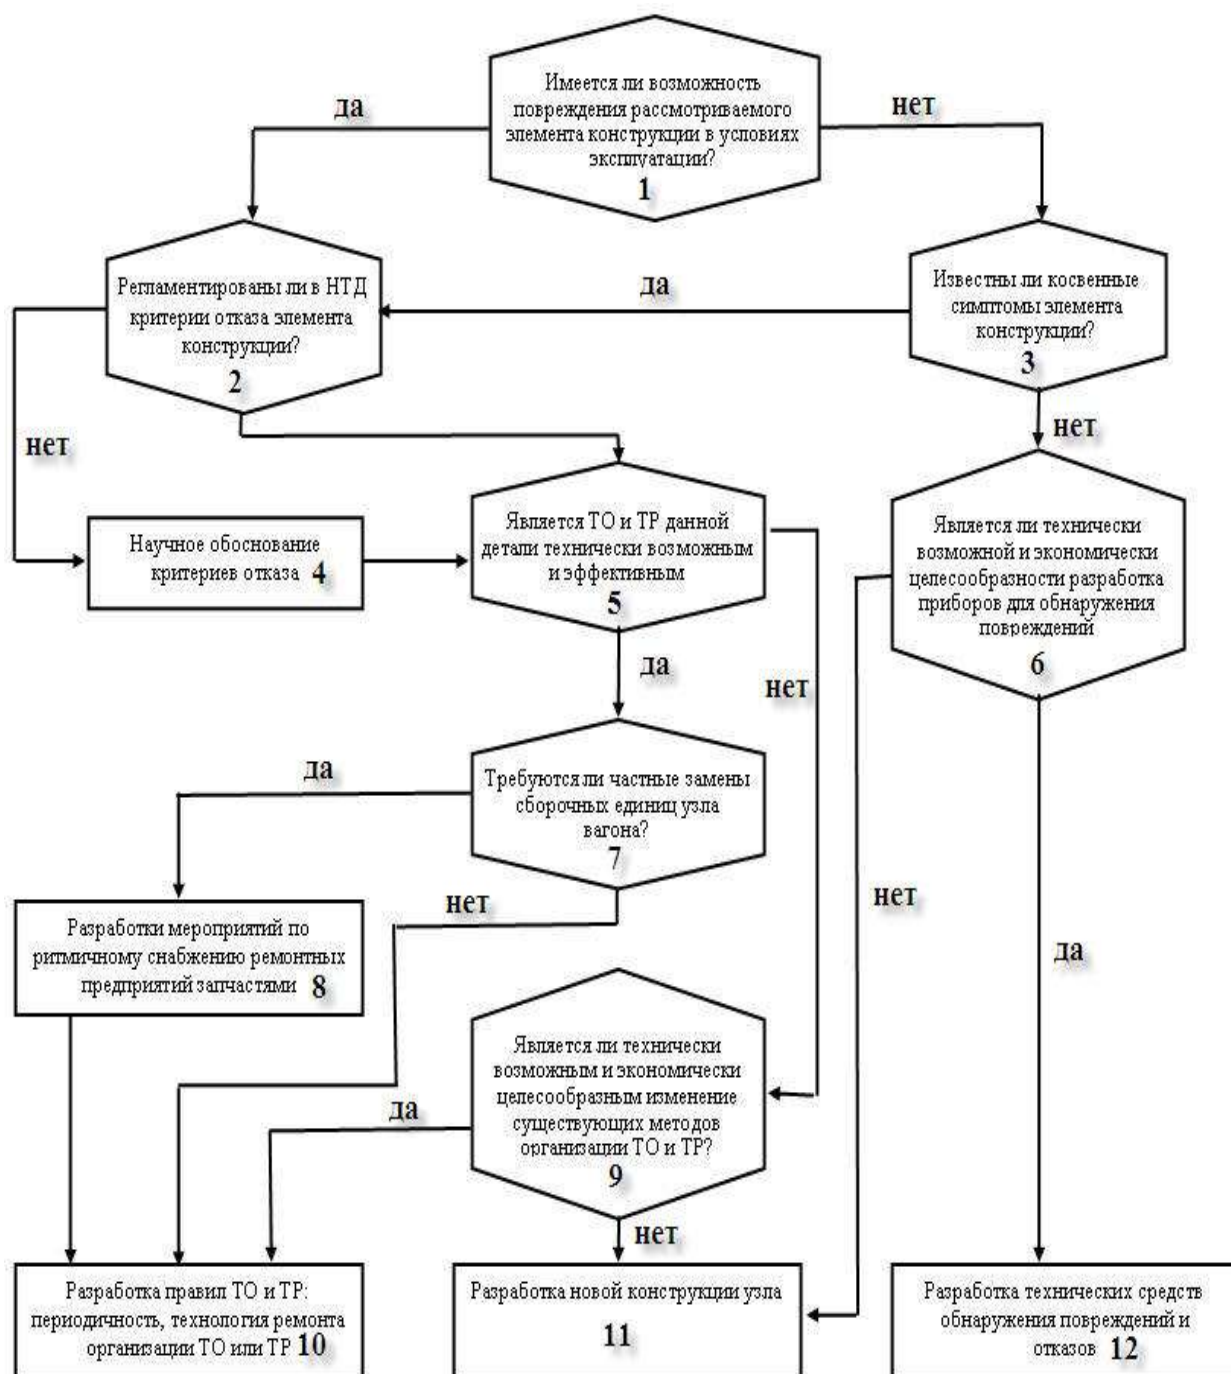 Имеется ли возможность
повреждения рассмотриваемого
элемента конструкции в условиях
эксплуатации?
1
да
нет
Регламентированы ли в НТД
критерии отказа элемента
конструкции?
2
да
Известны ли косвенные
симптомы элемента
конструкции?
3
нет
нет
Научное обоснование
критериев отказа 4
Является ТО и ТР данной
детали технически возможным
и эффективным
5
Является ли технически
возможной и экономически
целесообразности разработка
приборов для обнаружения
повреждений
6
да
нет
да
Требуются ли частные замены
сборочных единиц узла
вагона?
7
нет
нет
да
Разработки мероприятий по
ритмичному снабжению ремонтных
предприятий запчастями 8
Является ли технически
возможным и экономически
целесообразным изменение
существующих методов
организации ТО и ТР?
9
да
нет
Разработка правил ТО и ТР:
периодичность, технология ремонта
организации ТО или ТР 10
Разработка новой конструкции узла
11
Разработка технических средств
обнаружения повреждений и
отказов 12